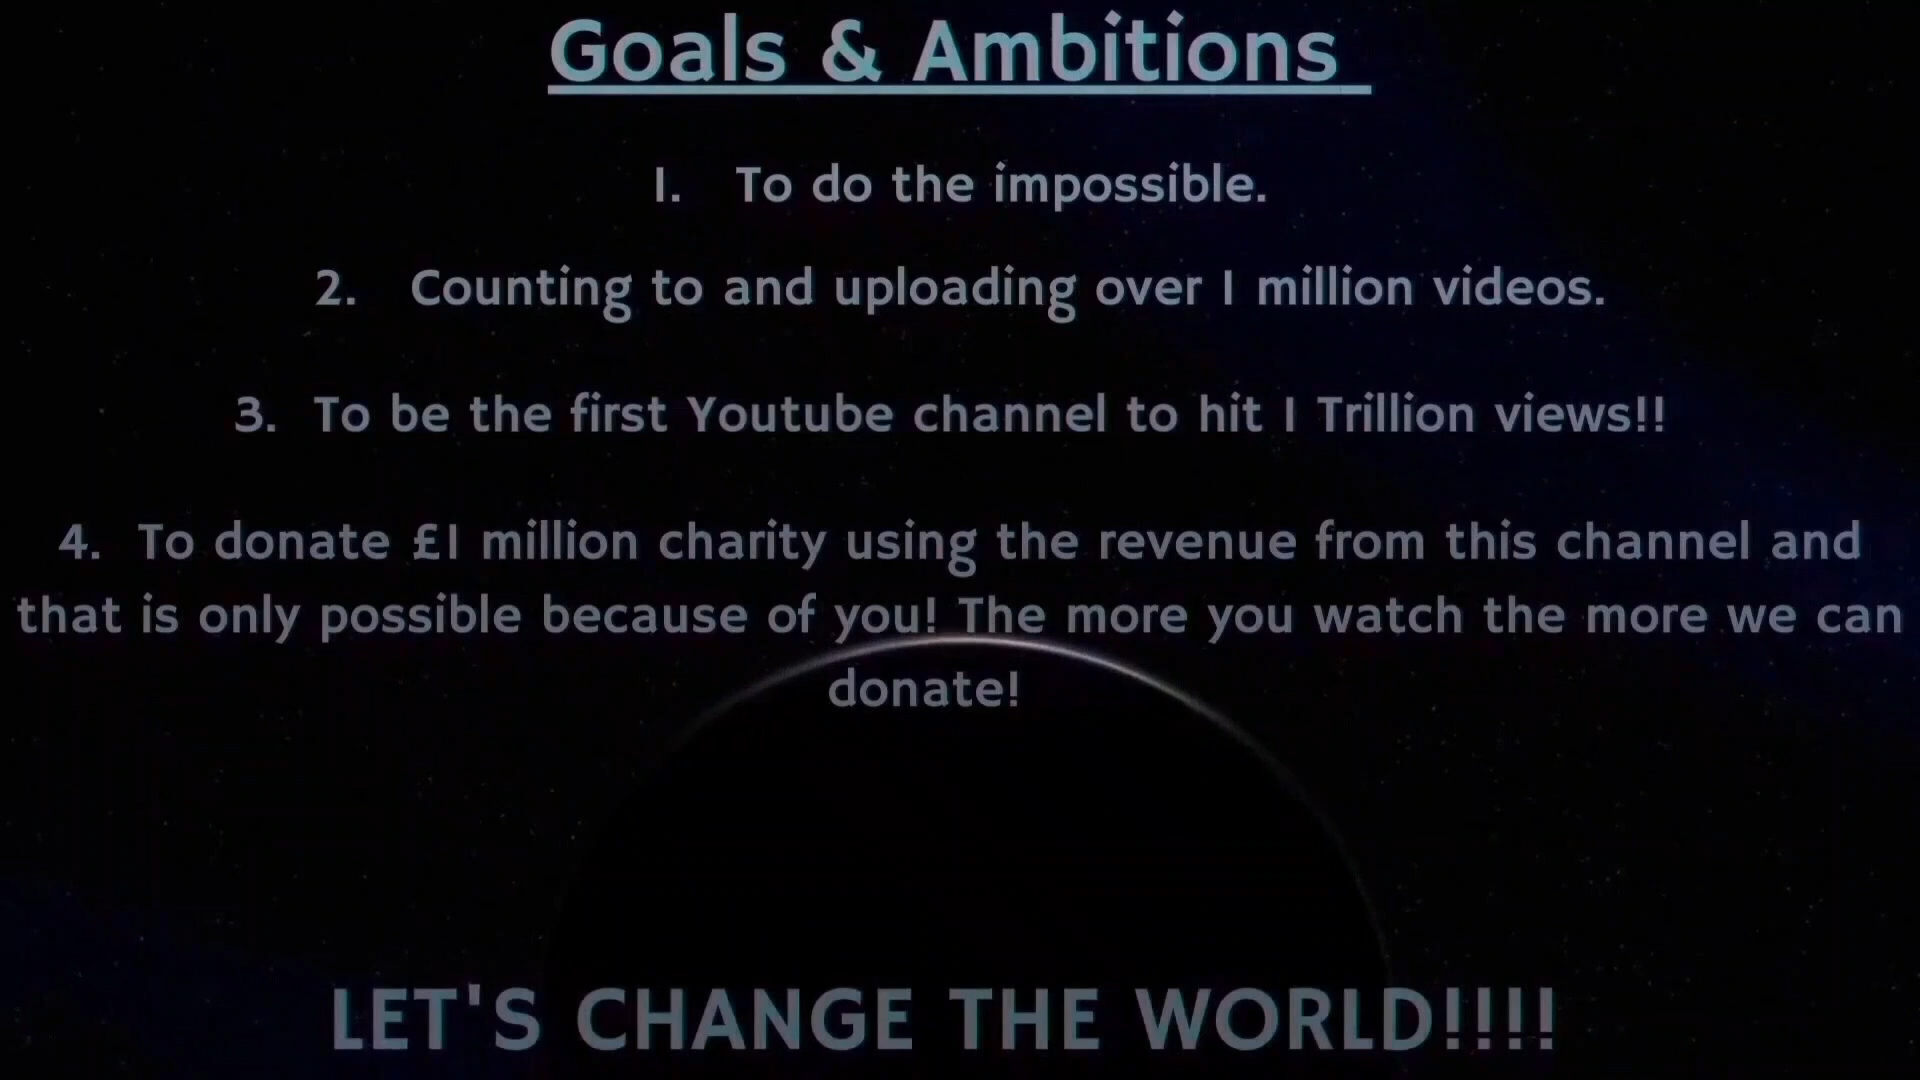 Goals & Ambitions
1. To do the impossible.
2. Counting to and uploading over 1 million videos.
3. To be the first Youtube channel to hit 1 Trillion views!!
4. To donate £1 million charity using the revenue from this channel and
that is only possible because of you! The more you watch the more we can
donate!
LET'S CHANGE THE WORLD!!!!